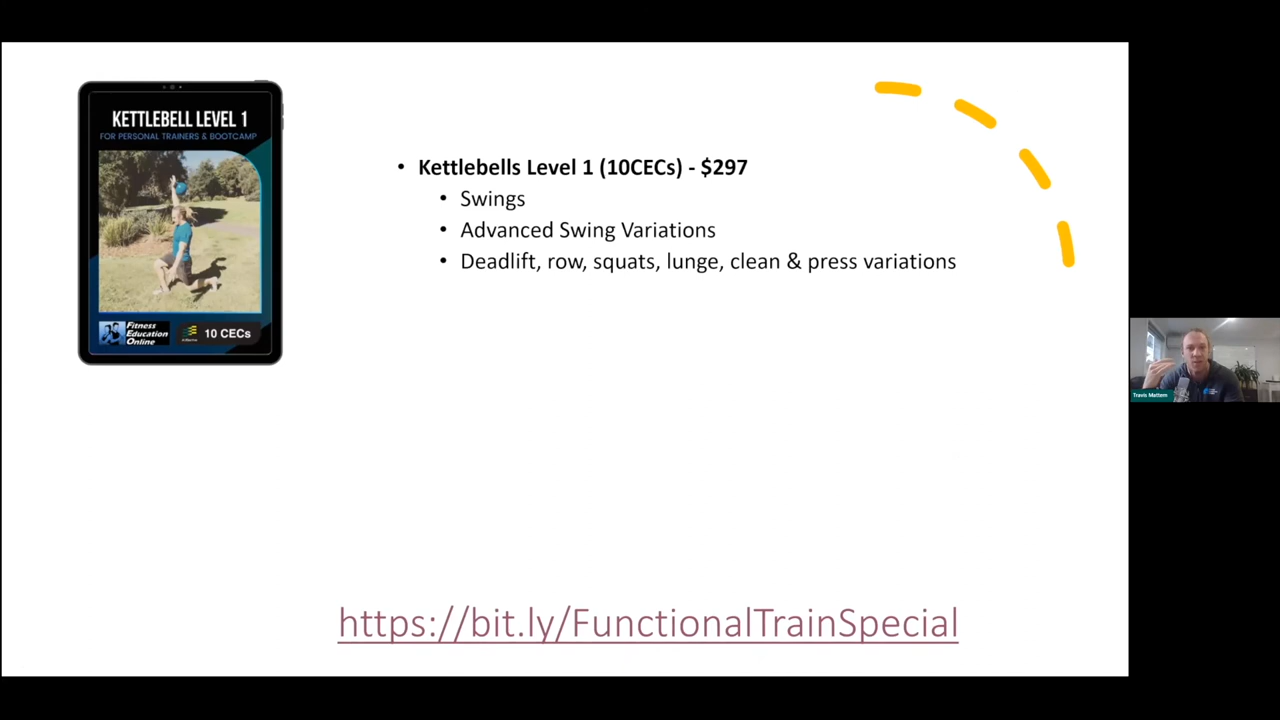 KETTLEBELL LEVEL 1
FOR PERSONAL TRAINERS & BOOTCAMP
Fitness
Education
Online
10 CECs
• Kettlebells Level 1 (10CECs) - $297
• Swings
• Advanced Swing Variations
• Deadlift, row, squats, lunge, clean & press variations
https://bit.ly/FunctionalTrainSpecial
Travis Mattern